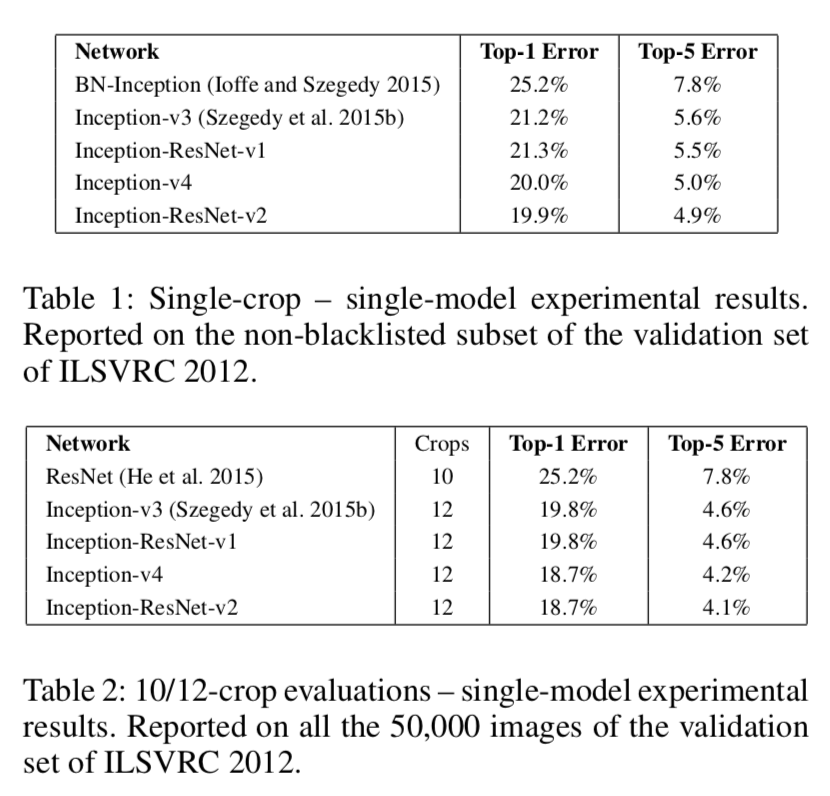 Network Top-1 Error Top-5 Error
BN-Inception (Ioffe and Szegedy 2015) 25.2% 7.8%
Inception-v3 (Szegedy et al. 2015b) 21.2% 5.6%
Inception-ResNet-v1 21.3% 5.5%
Inception-v4 20.0% 5.0%
Inception-ResNet-v2 19.9% 4.9%
Table 1: Single-crop – single-model experimental results.
Reported on the non-blacklisted subset of the validation set
of ILSVRC 2012.
Network Crops Top-1 Error Top-5 Error
ResNet (He et al. 2015) 10 25.2% 7.8%
Inception-v3 (Szegedy et al. 2015b) 12 19.8% 4.6%
Inception-ResNet-v1 12 19.8% 4.6%
Inception-v4 12 18.7% 4.2%
Inception-ResNet-v2 12 18.7% 4.1%
Table 2: 10/12-crop evaluations – single-model experimental
results. Reported on all the 50,000 images of the validation
set of ILSVRC 2012.